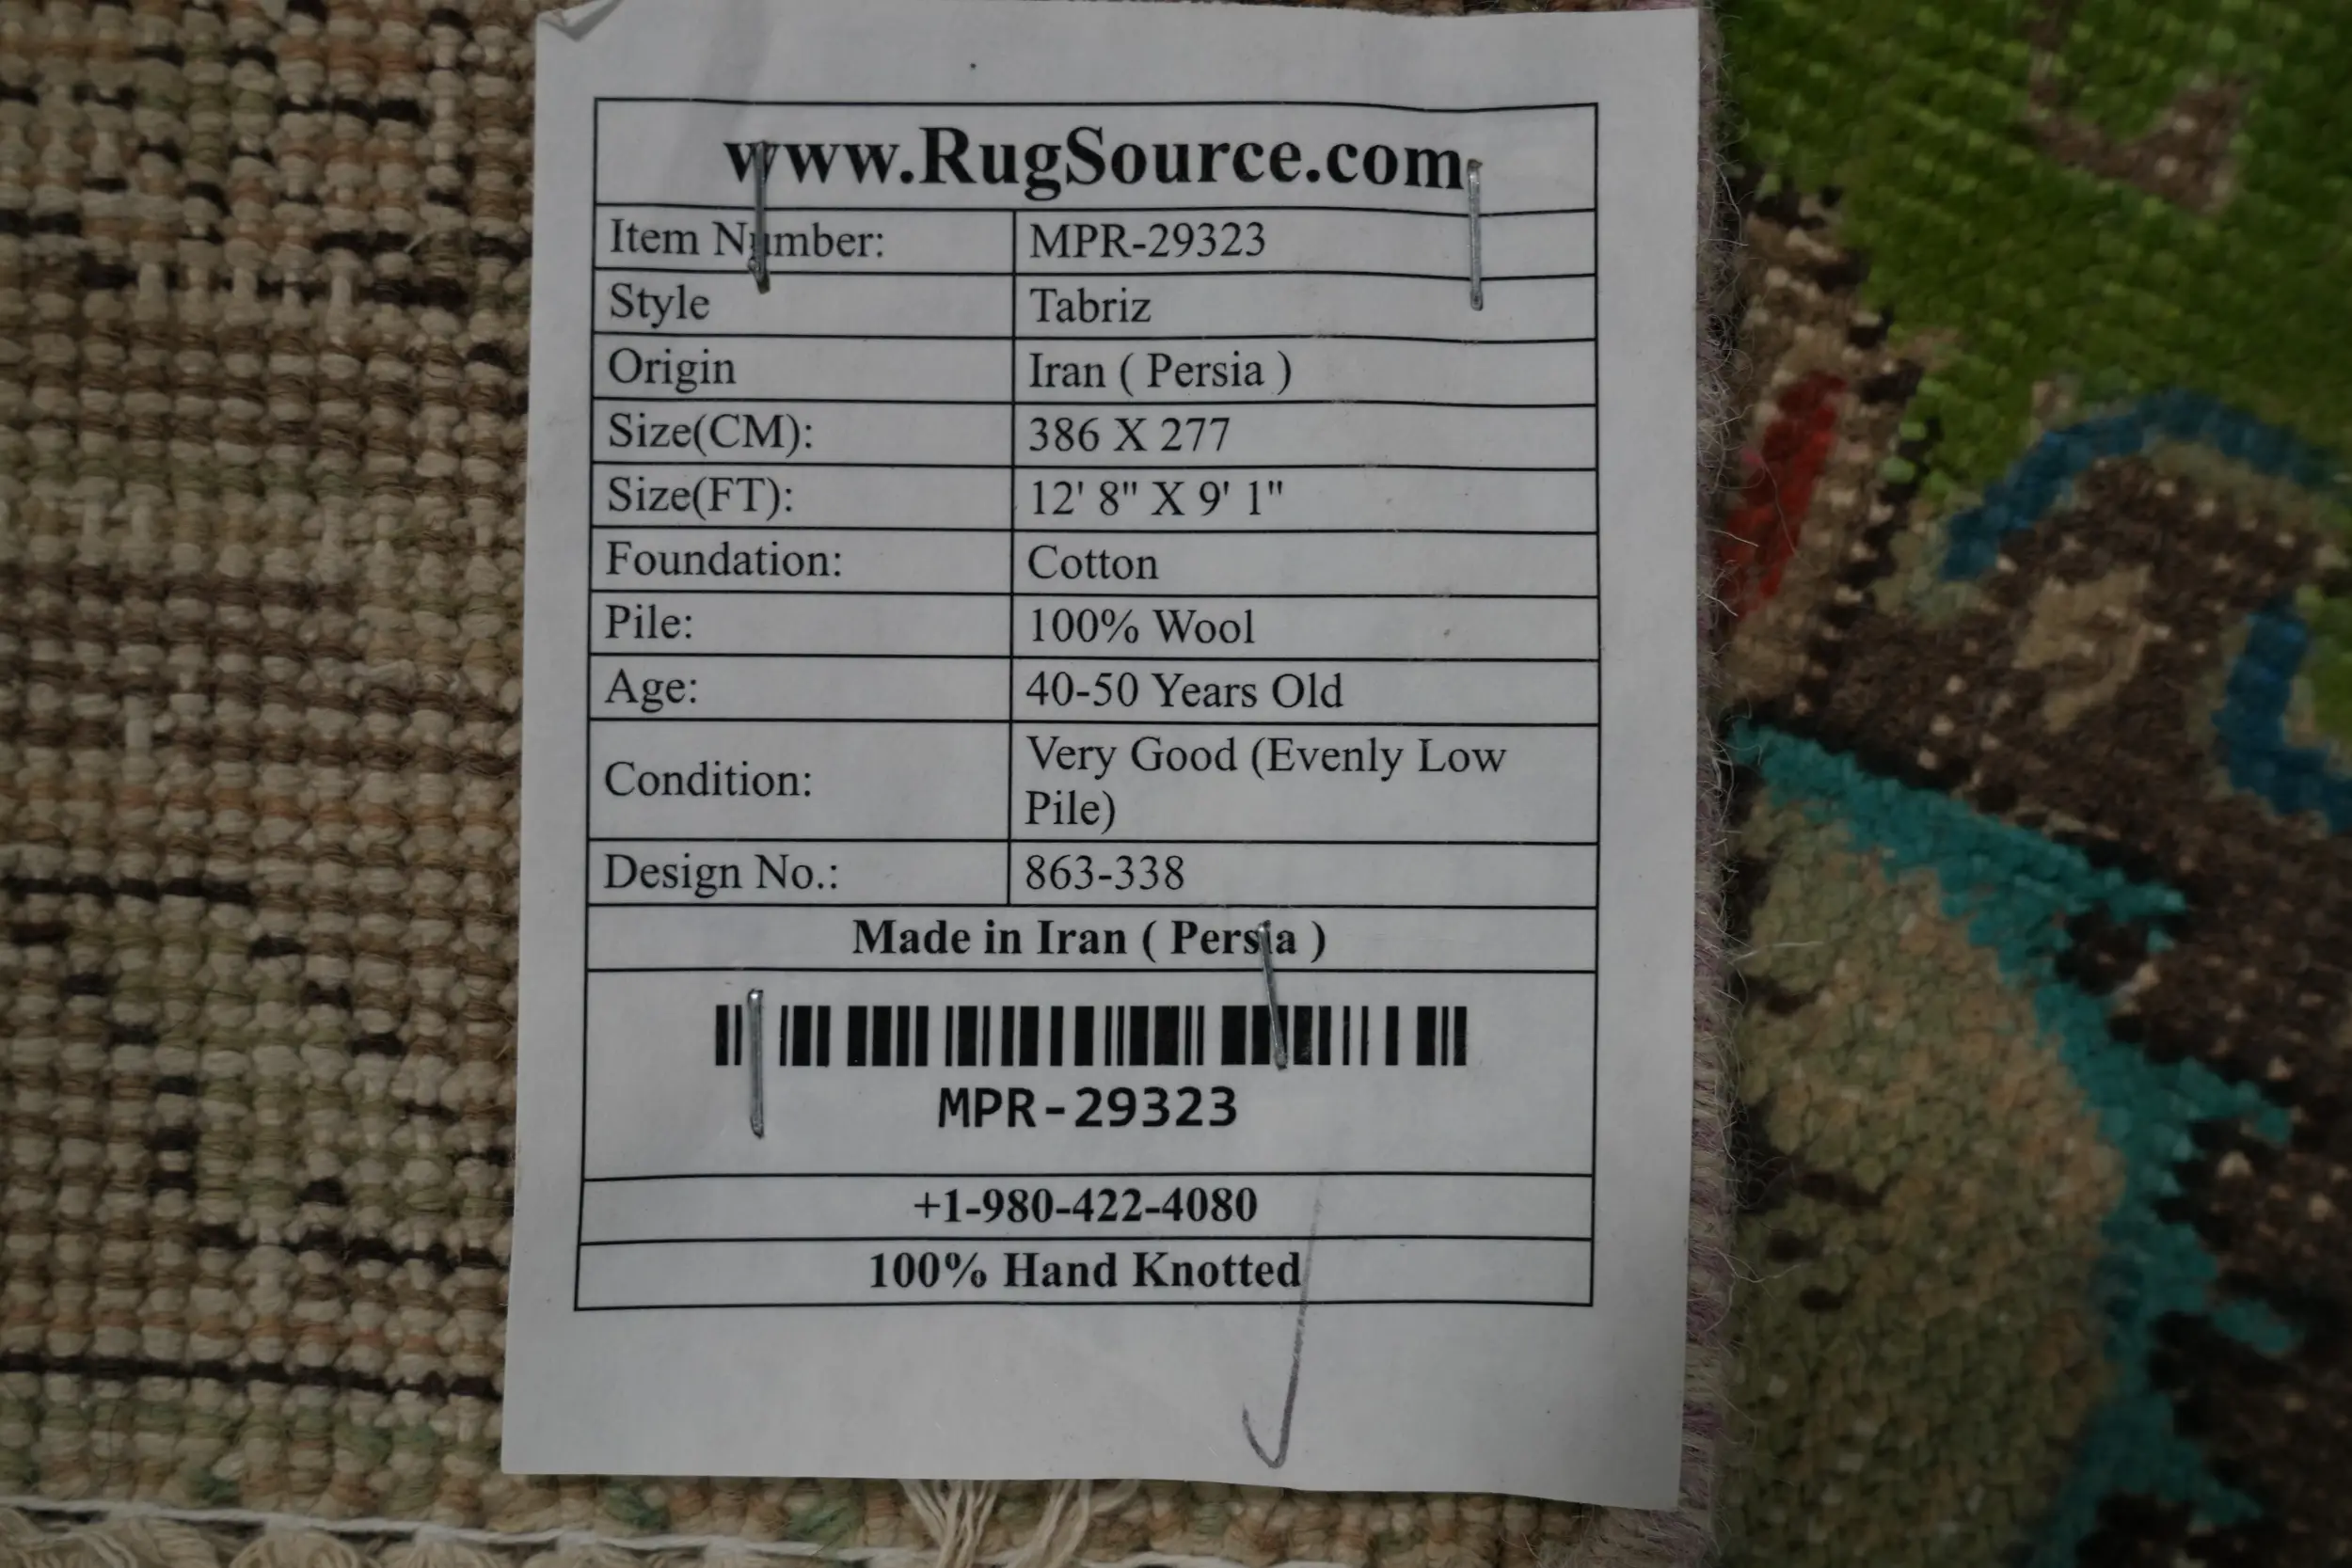 www.RugSource.com
Item Number: MPR-29323
Style Tabriz
Origin Iran ( Persia )
Size(CM): 386 X 277
Size(FT): 12' 8" X 9' 1"
Foundation: Cotton
Pile: 100% Wool
Age: 40-50 Years Old
Condition: Very Good (Evenly Low
Pile)
Design No.: 863-338
Made in Iran ( Persia )
MPR-29323
+1-980-422-4080
100% Hand Knotted